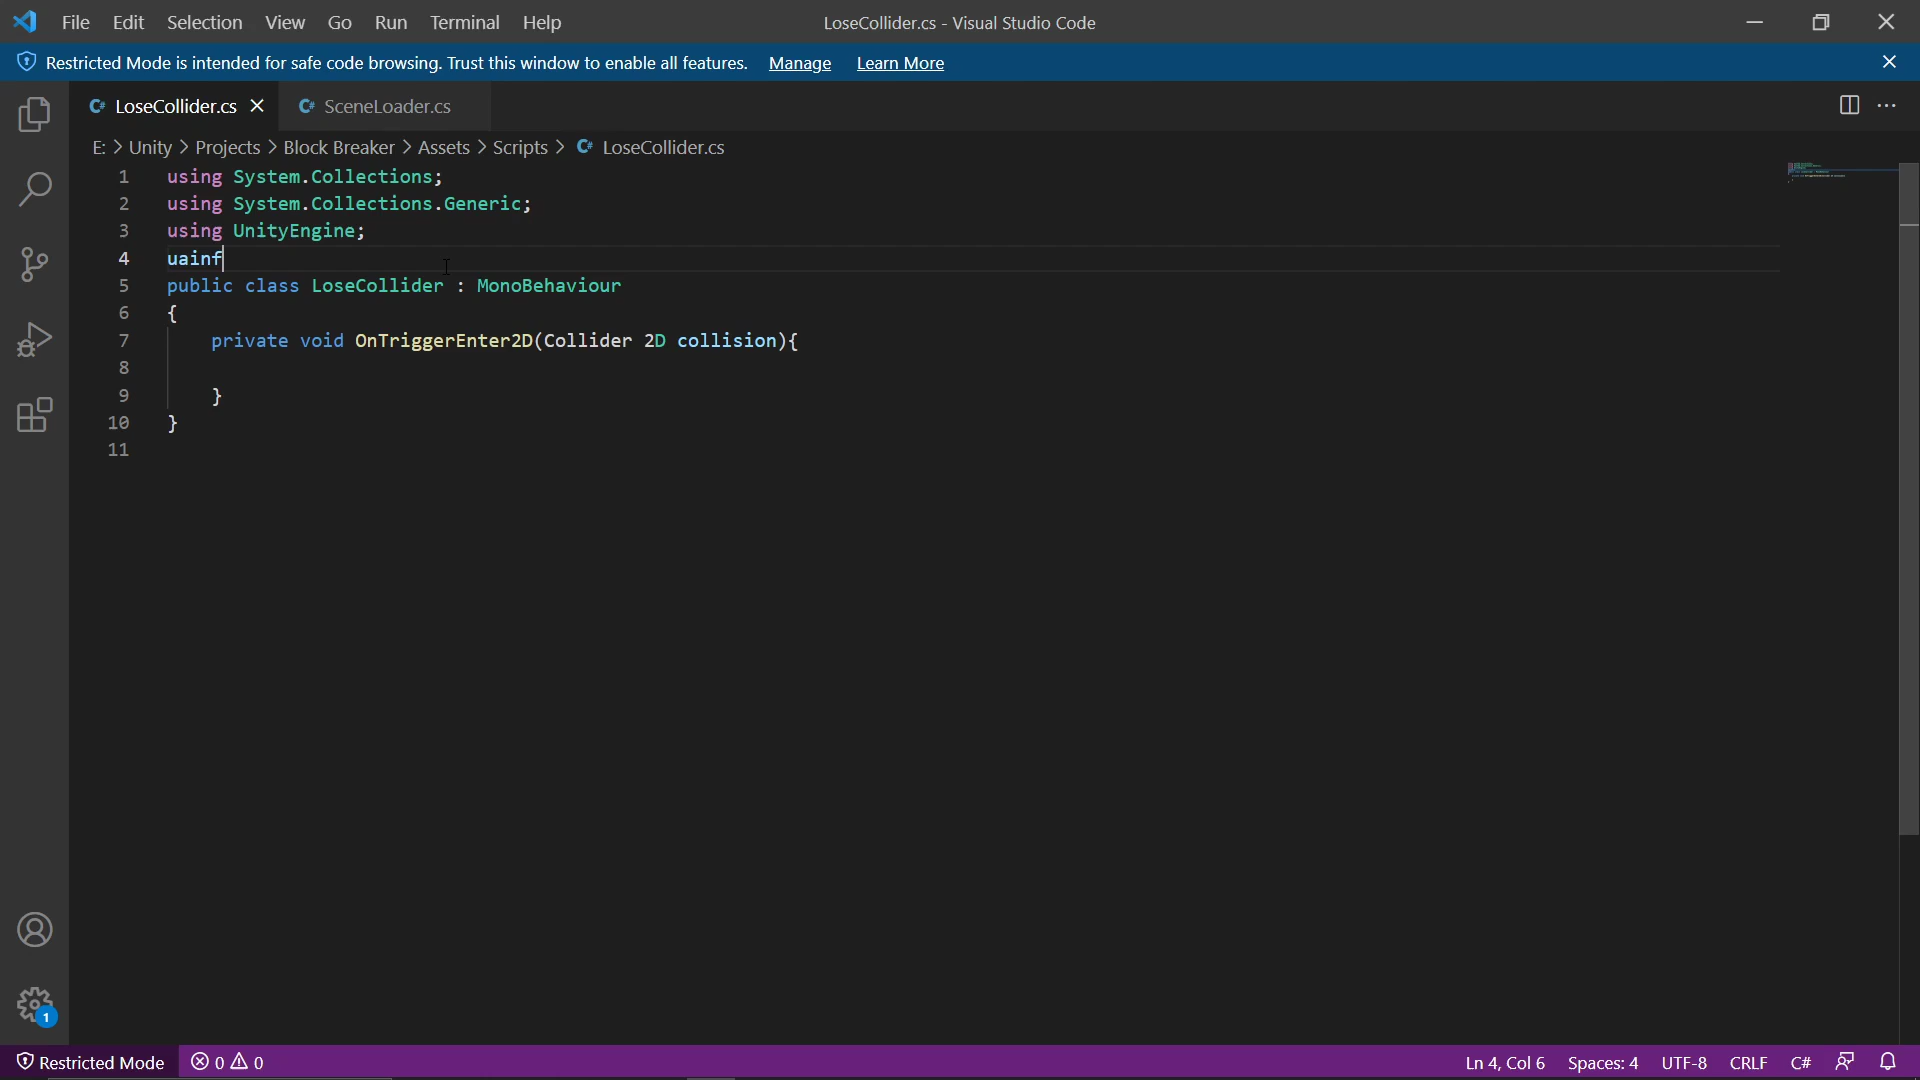 File Edit Selection View Go Run Terminal Help LoseCollider.cs - Visual Studio Code
Restricted Mode is intended for safe code browsing. Trust this window to enable all features. Manage Learn More
C# LoseCollider.cs C# SceneLoader.cs
E: > Unity > Projects > Block Breaker > Assets > Scripts > C# LoseCollider.cs
1 using System.Collections;
2 using System.Collections.Generic;
3 using UnityEngine;
4 uainf
5 public class LoseCollider : MonoBehaviour
6 {
7 private void OnTriggerEnter2D(Collider 2D collision){
8
9 }
10 }
11
1
Restricted Mode 0 0 Ln 4, Col 6 Spaces: 4 UTF-8 CRLF C#